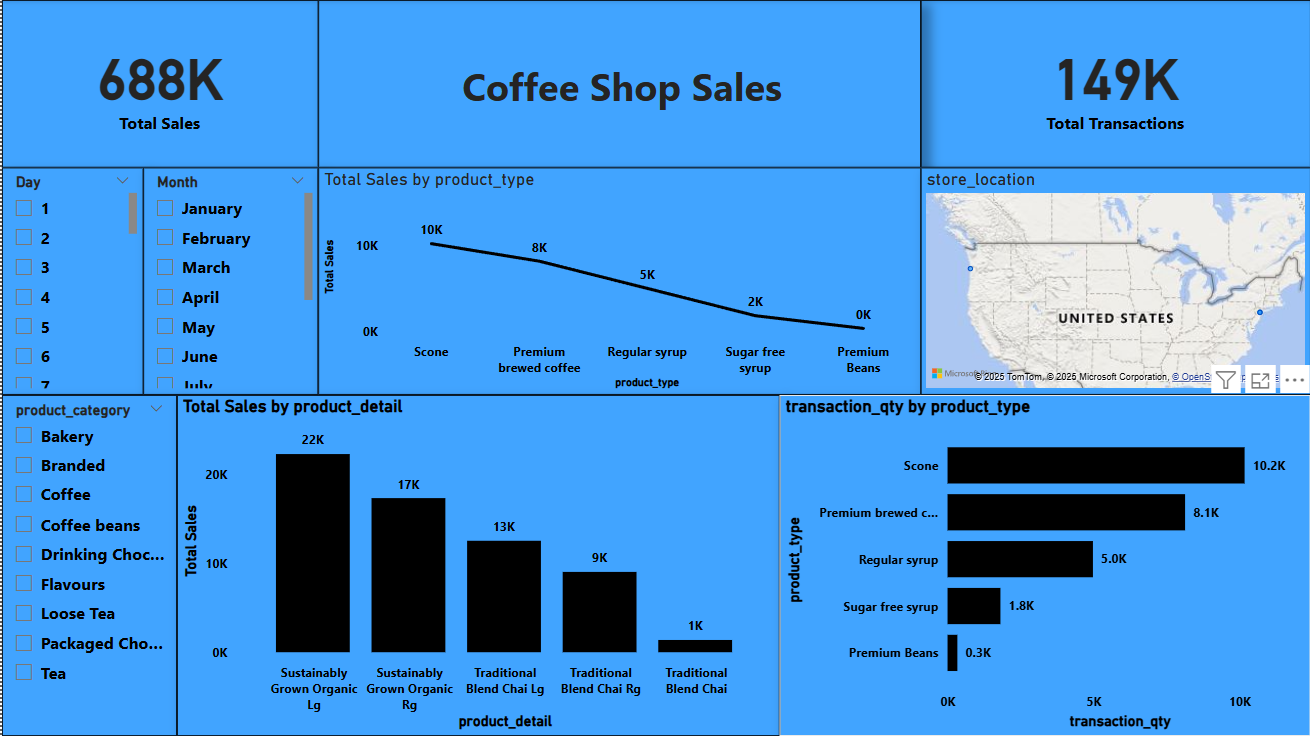 688K
Total Sales
Coffee Shop Sales
149K
Total Transactions
Day
1
2
3
4
5
6
7
Month
January
February
March
April
May
June
July
Total Sales by product_type
Total Sales
10K
0K
10K
8K
5K
2K
0K
Scone
Premium
brewed coffee
Regular syrup
Sugar free
syrup
Premium
Beans
product_type
store_location
UNITED STATES
Microsoft
© 2025 TomTom, © 2025 Microsoft Corporation, © OpenS
product_category
Bakery
Branded
Coffee
Coffee beans
Drinking Choc...
Flavours
Loose Tea
Packaged Cho...
Tea
Total Sales by product_detail
Total Sales
20K
10K
0K
22K
17K
13K
9K
1K
Sustainably
Grown Organic
Lg
Sustainably
Grown Organic
Rg
Traditional
Blend Chai Lg
Traditional
Blend Chai Rg
Traditional
Blend Chai
product_detail
transaction_qty by product_type
product_type
Scone
10.2K
Premium brewed c...
8.1K
Regular syrup
5.0K
Sugar free syrup
1.8K
Premium Beans
0.3K
0K
5K
10K
transaction_qty